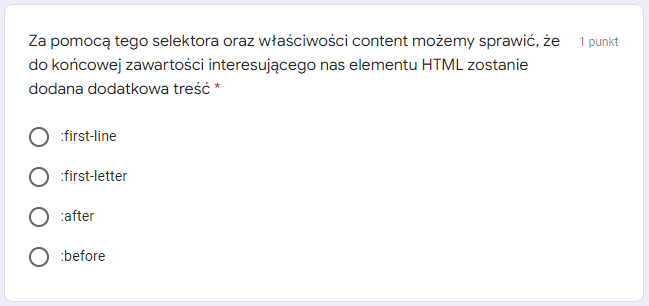 Za pomocą tego selektora oraz właściwości content możemy sprawić, że
1 punkt
do końcowej zawartości interesującego nas elementu HTML zostanie
dodana dodatkowa treść *
:first-line
:first-letter
:after
:before